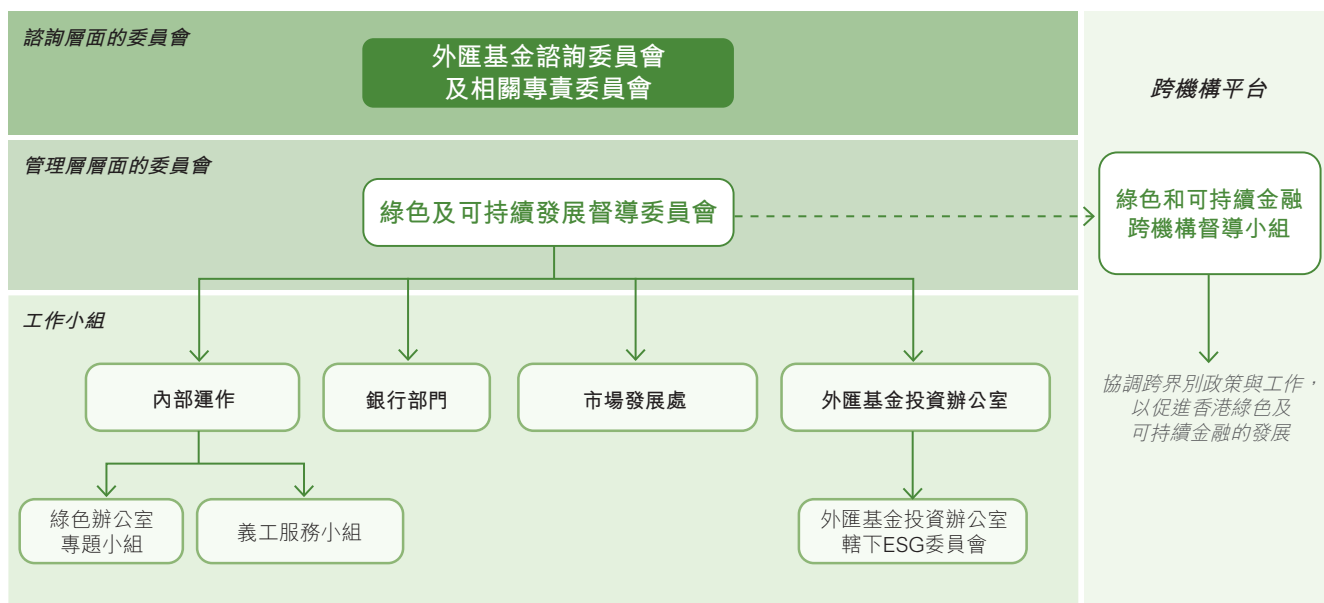 諮詢層面的委員會
外匯基金諮詢委員會
及相關專責委員會
管理層層面的委員會
綠色及可持續發展督導委員會
工作小組
內部運作
銀行部門
市場發展處
外匯基金投資辦公室
綠色辦公室
專題小組
義工服務小組
外匯基金投資辦公室
轄下ESG委員會
跨機構平台
綠色和可持續金融
跨機構督導小組
協調跨界別政策與工作，
以促進香港綠色及
可持續金融的發展